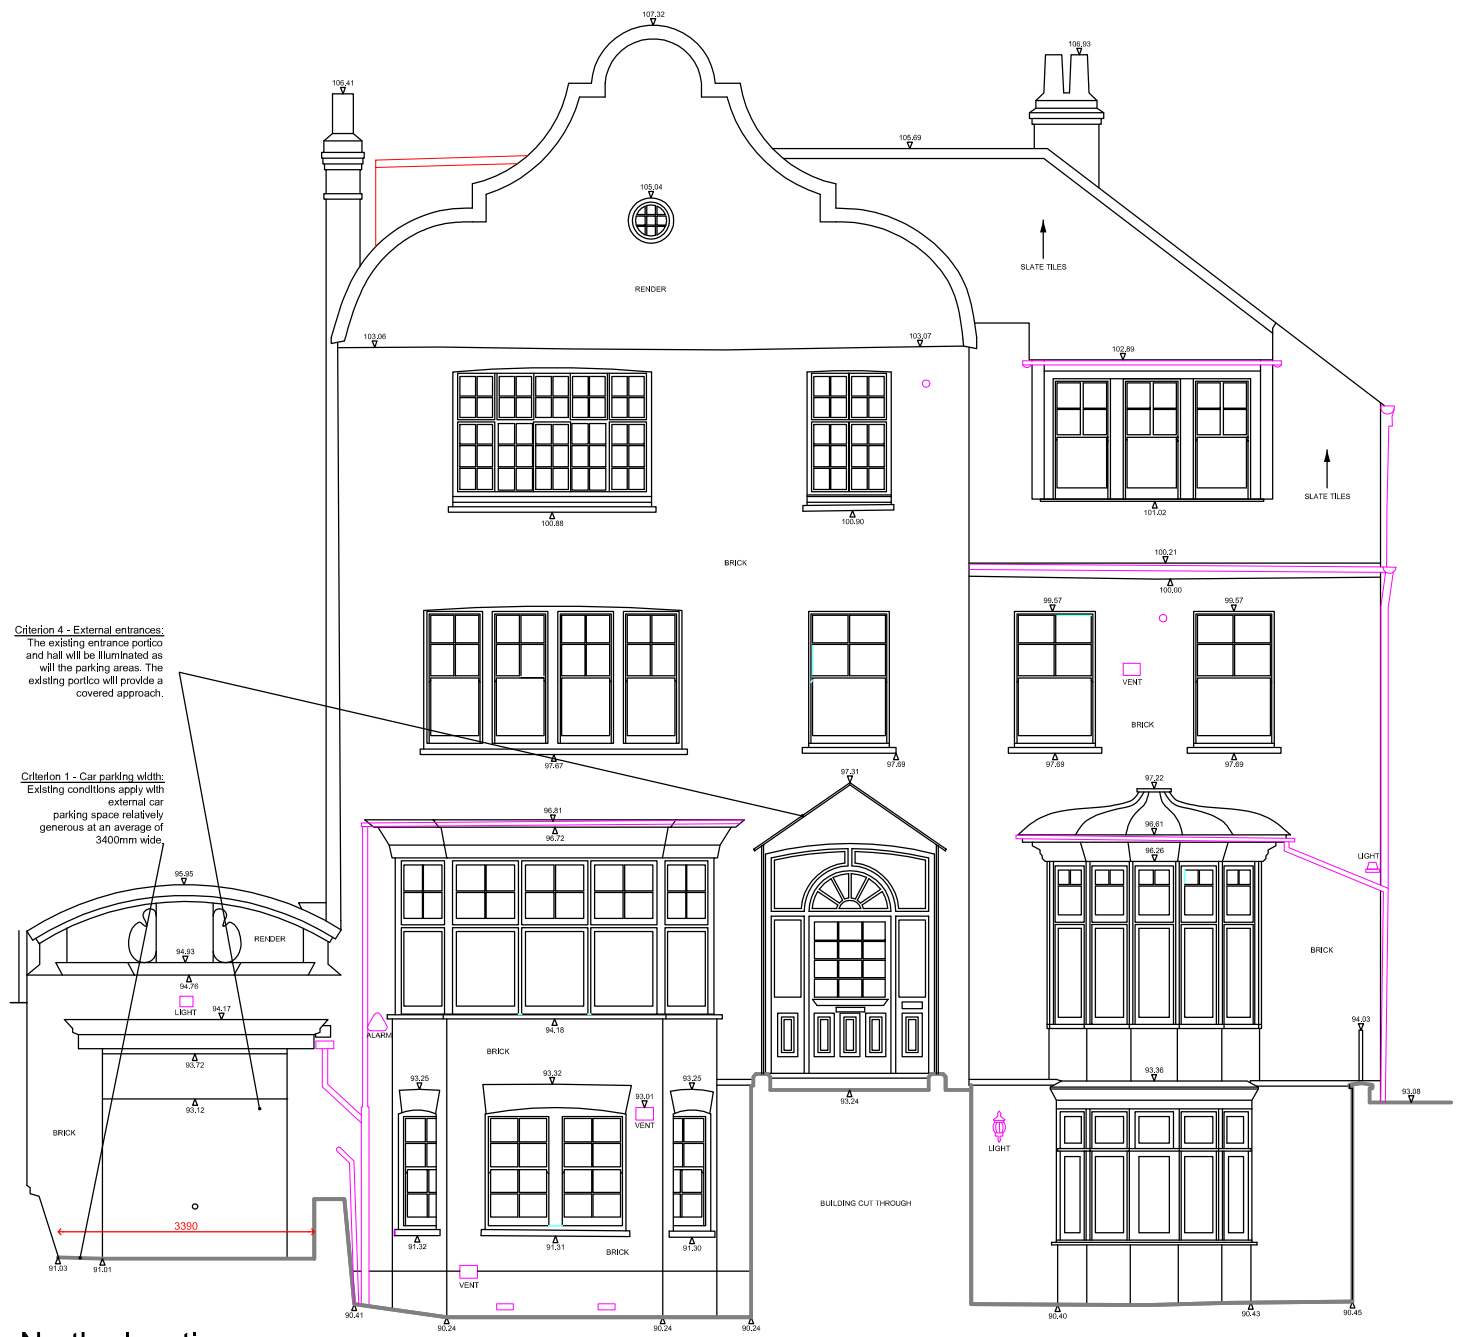 107.32
106.93
106.41
105.69
105.04
SLATE TILES
RENDER
103.06
103.07
102.89
100.88
100.90
101.02
SLATE TILES
BRICK
100.21
100.00
99.57
99.57
Criterion 4 - External entrances:
The existing entrance portico
and hall will be illuminated as
will the parking areas. The
existing portico will provide a
covered approach.
VENT
BRICK
97.67
97.69
97.69
97.69
Criterion 1 - Car parking width:
Existing conditions apply with
external car
parking space relatively
generous at an average of
3400mm wide.
97.31
97.22
96.81
96.72
96.61
96.26
LIGHT
95.95
RENDER
94.93
94.76
LIGHT
94.17
BRICK
ALARM
94.18
BRICK
94.03
93.72
93.12
93.25
93.32
93.25
93.01
VENT
93.24
93.36
93.08
BRICK
LIGHT
BUILDING CUT THROUGH
3390
91.32
91.31
91.30
BRICK
91.03
91.01
VENT
90.41
90.24
90.24
90.24
90.40
90.43
90.45